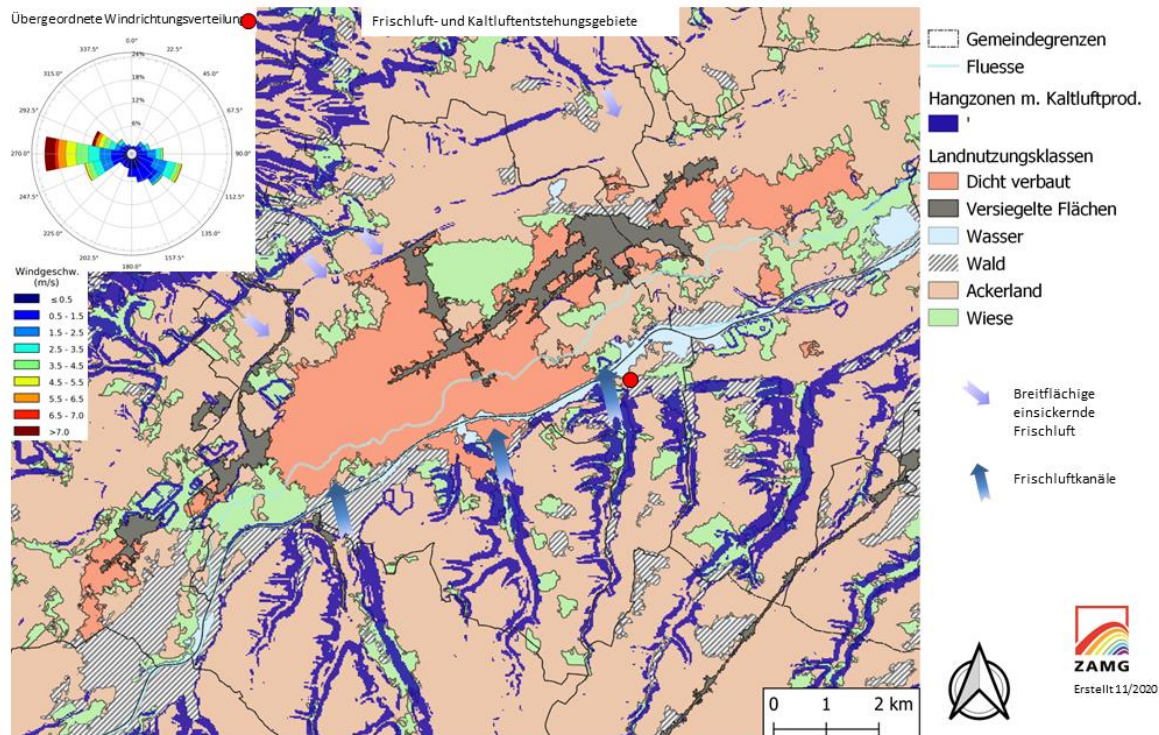 Übergeordnete Windrichtungsverteilung
Frischluft- und Kaltluftentstehungsgebiete
0.0°
337.5°
22.5°
24%
315.0°
45.0°
18%
12%
292.5°
67.5°
6%
270.0°
90.0°
247.5°
112.5°
225.0°
135.0°
202.5°
157.5°
180.0°
Windgeschw.
(m/s)
≤ 0.5
0.5 - 1.5
1.5 - 2.5
2.5 - 3.5
3.5 - 4.5
4.5 - 5.5
5.5 - 6.5
6.5 - 7.0
>7.0
Gemeindegrenzen
Fluesse
Hangzonen m. Kaltluftprod.
'
Landnutzungsklassen
Dicht verbaut
Versiegelte Flächen
Wasser
Wald
Ackerland
Wiese
Breitflächige
einsickernde
Frischluft
Frischluftkanäle
0 1 2 km
ZAMG
Erstellt 11/2020